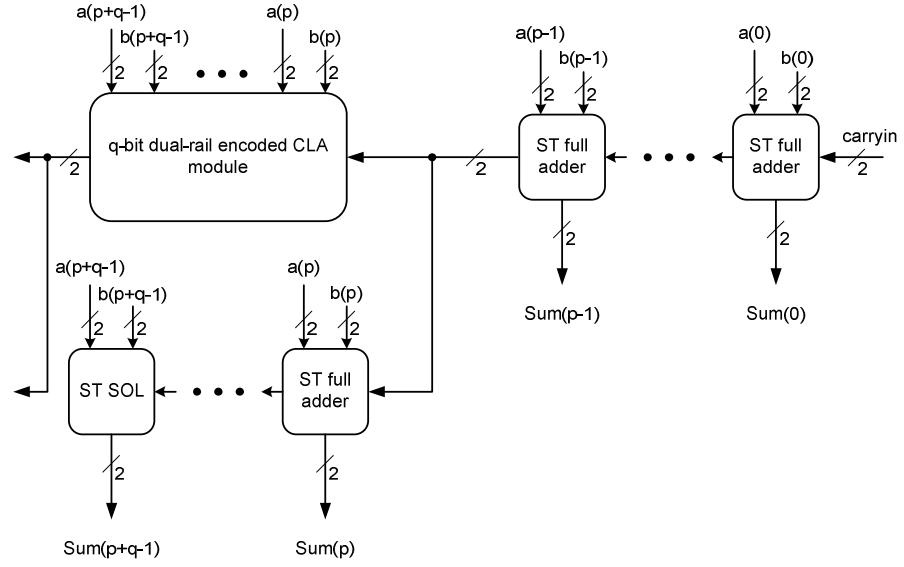 a(p+q-1)
b(p+q-1)
a(p)
b(p)
2
2
2
2
q-bit dual-rail encoded CLA
module
2
2
a(p-1)
b(p-1)
2
2
ST full
adder
2
Sum(p-1)
a(0)
b(0)
2
2
ST full
adder
carryin
2
2
Sum(0)
a(p+q-1)
b(p+q-1)
2
2
ST SOL
2
Sum(p+q-1)
a(p)
b(p)
2
2
ST full
adder
2
Sum(p)